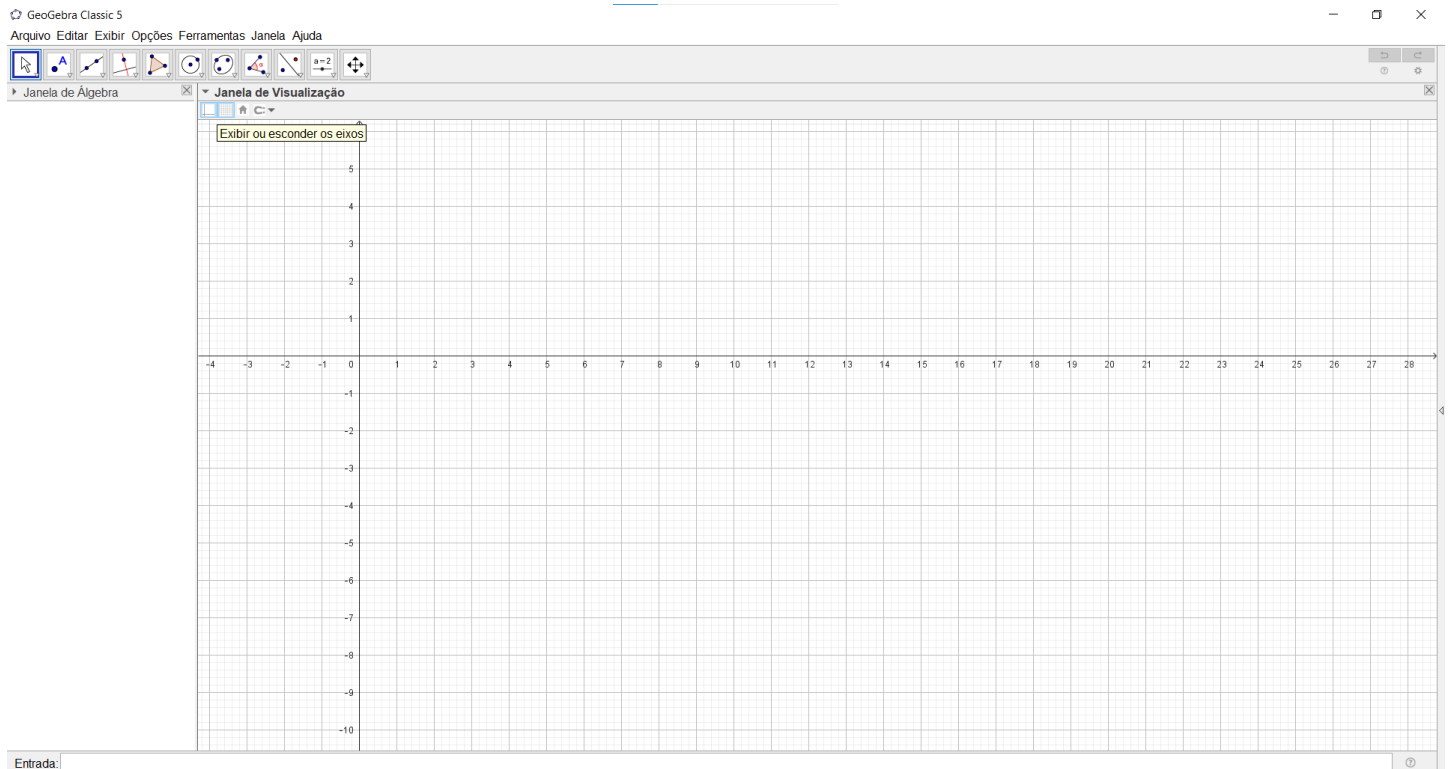 GeoGebra Classic 5
Arquivo Editar Exibir Opções Ferramentas Janela Ajuda
A
a=2
Janela de Álgebra
Janela de Visualização
Exibir ou esconder os eixos
5
4
3
2
1
-4 -3 -2 -1 0 1 2 3 4 5 6 7 8 9 10 11 12 13 14 15 16 17 18 19 20 21 22 23 24 25 26 27 28
-1
-2
-3
-4
-5
-6
-7
-8
-9
-10
Entrada: